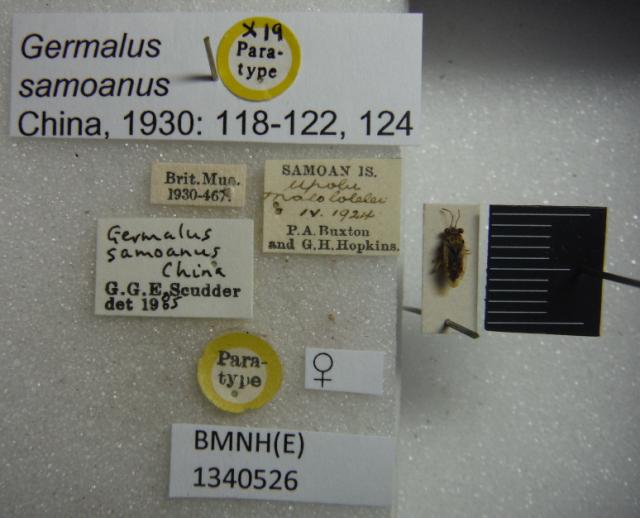 Germalus
samoanus
China, 1930: 118-122, 124
X19
Para-
type
Brit. Mus.
1930-467.
SAMOAN IS.
Upolu
Malololelei
IV. 1924
P.A. Buxton
and G.H. Hopkins.
Germalus
samoanus
China
G.G.E. Scudder
det 1985
Para-
type
♀
BMNH(E)
1340526